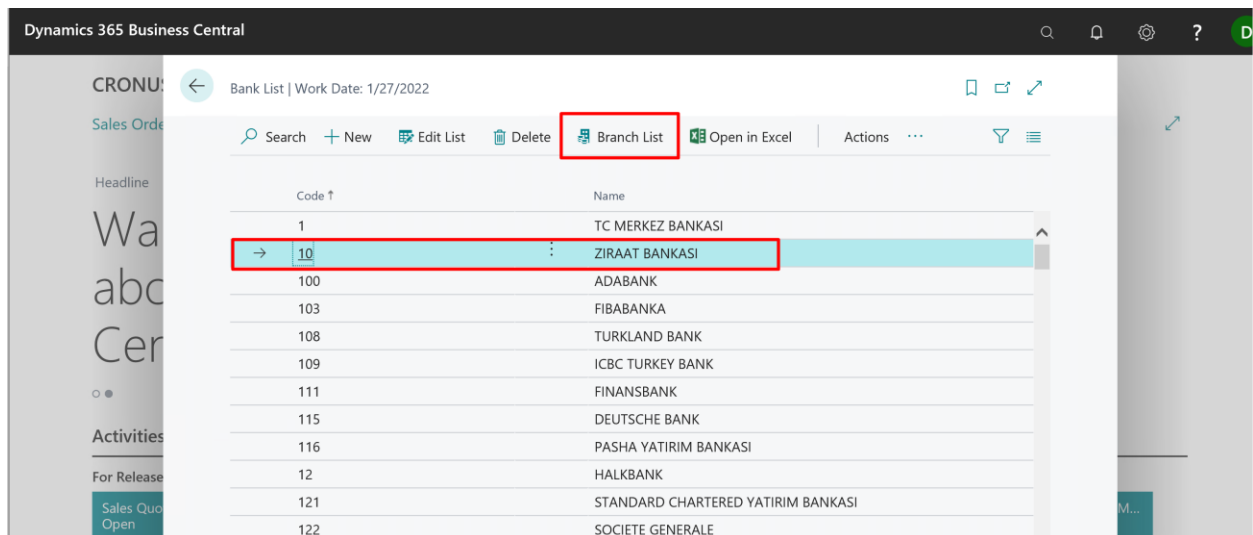 Dynamics 365 Business Central
?
D
CRONUS
Bank List | Work Date: 1/27/2022
Sales Orde
Search
New
Edit List
Delete
Branch List
Open in Excel
Actions
Headline
Wa
abo
Cer
Code ↑
Name
1 TC MERKEZ BANKASI
10 ZIRAAT BANKASI
100 ADABANK
103 FIBABANKA
108 TURKLAND BANK
109 ICBC TURKEY BANK
111 FINANSBANK
115 DEUTSCHE BANK
Activities
116 PASHA YATIRIM BANKASI
For Release
12 HALKBANK
Sales Quo
Open
121 STANDARD CHARTERED YATIRIM BANKASI
M...
122 SOCIETE GENERALE